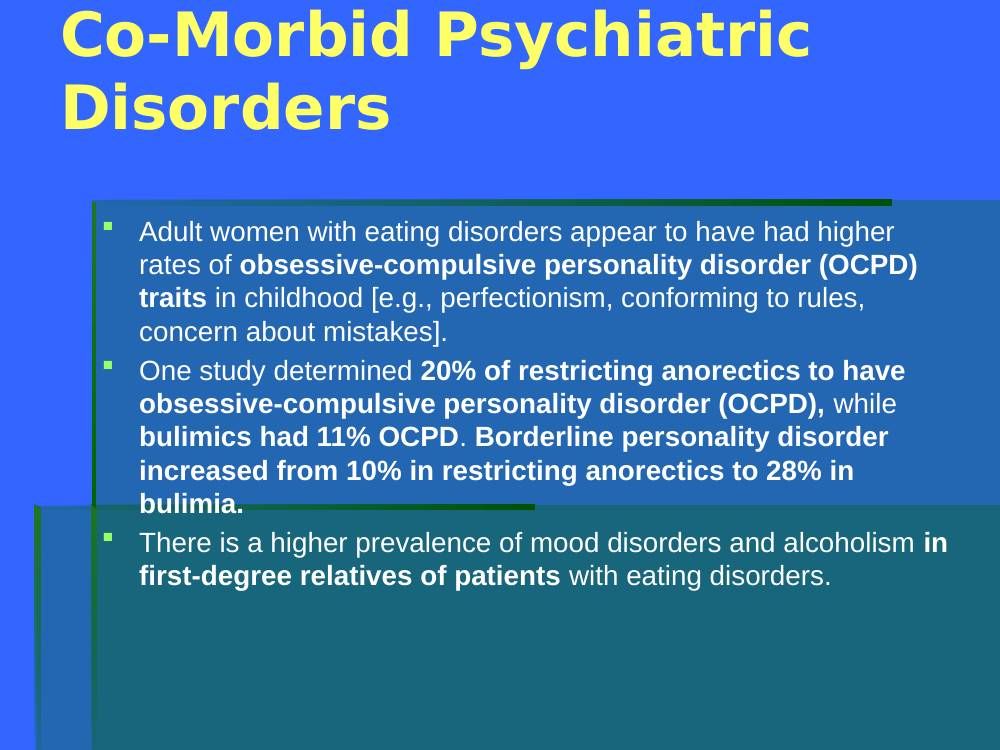 Co-Morbid Psychiatric
Disorders
Adult women with eating disorders appear to have had higher
rates of obsessive-compulsive personality disorder (OCPD)
traits in childhood [e.g., perfectionism, conforming to rules,
concern about mistakes].
One study determined 20% of restricting anorectics to have
obsessive-compulsive personality disorder (OCPD), while
bulimics had 11% OCPD. Borderline personality disorder
increased from 10% in restricting anorectics to 28% in
bulimia.
There is a higher prevalence of mood disorders and alcoholism in
first-degree relatives of patients with eating disorders.